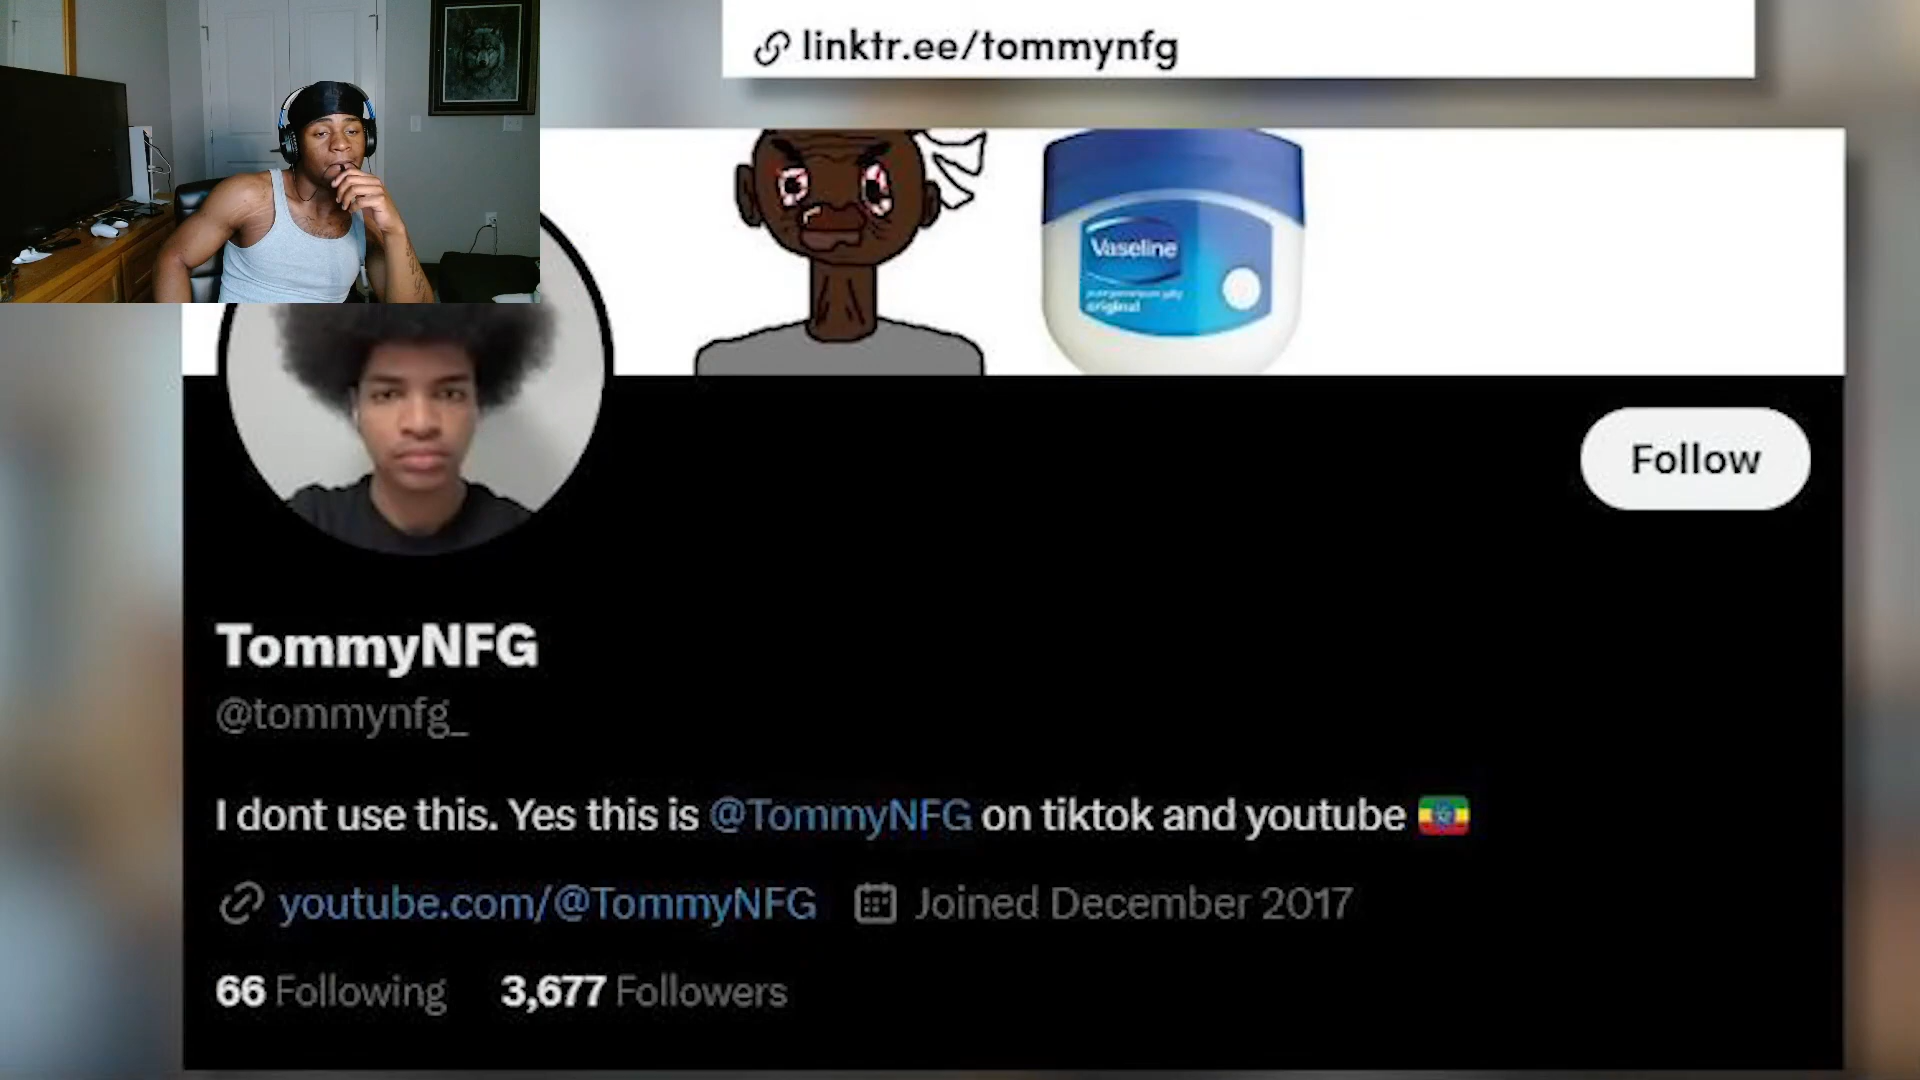 linktr.ee/tommynfg
Vaseline
original
Follow
TommyNFG
@tommynfg_
I dont use this. Yes this is @TommyNFG on tiktok and youtube 🇪🇹
youtube.com/@TommyNFG Joined December 2017
66 Following 3,677 Followers